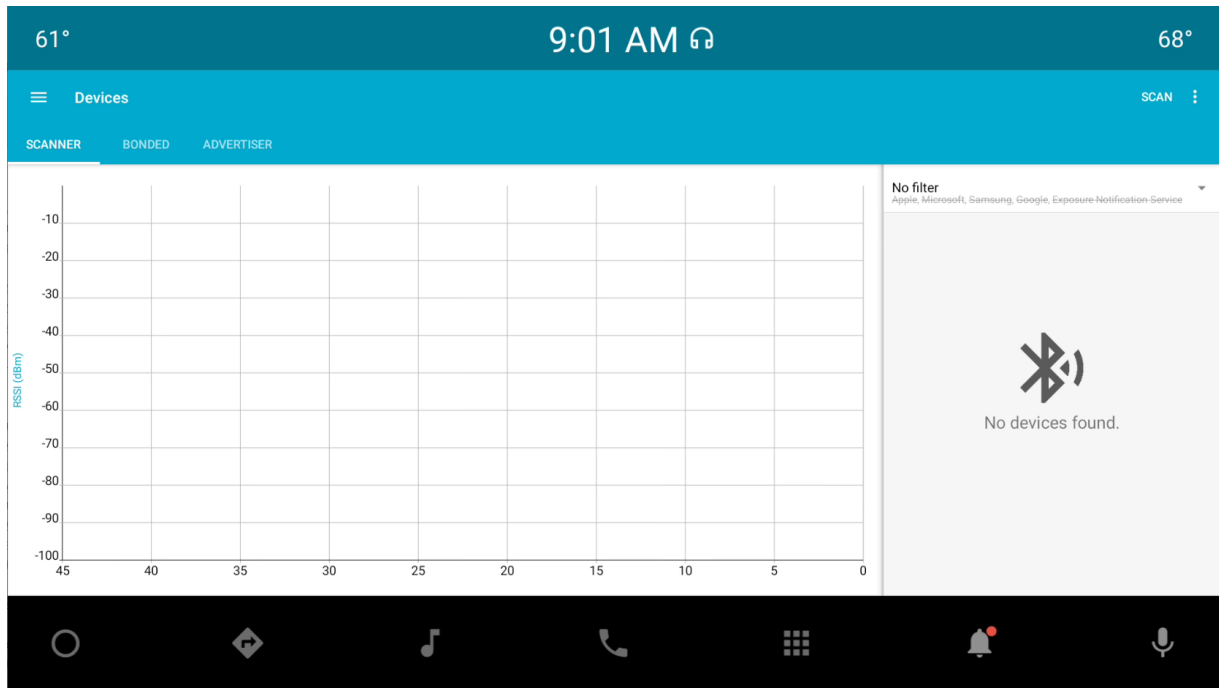 61° 9:01 AM 68°
Devices SCAN
SCANNER BONDED ADVERTISER
No filter
Apple, Microsoft, Samsung, Google, Exposure Notification Service
RSSI (dBm)
-10
-20
-30
-40
-50
-60
-70
-80
-90
-100
45 40 35 30 25 20 15 10 5 0
No devices found.